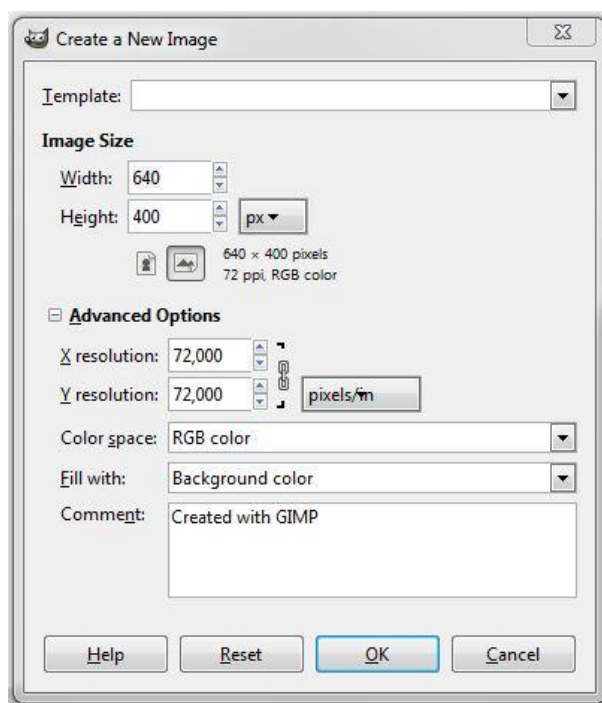 Create a New Image
Template:
Image Size
Width: 640
Height: 400 px
640 × 400 pixels
72 ppi, RGB color
Advanced Options
X resolution: 72,000
Y resolution: 72,000 pixels/in
Color space: RGB color
Fill with: Background color
Comment: Created with GIMP
Help Reset OK Cancel